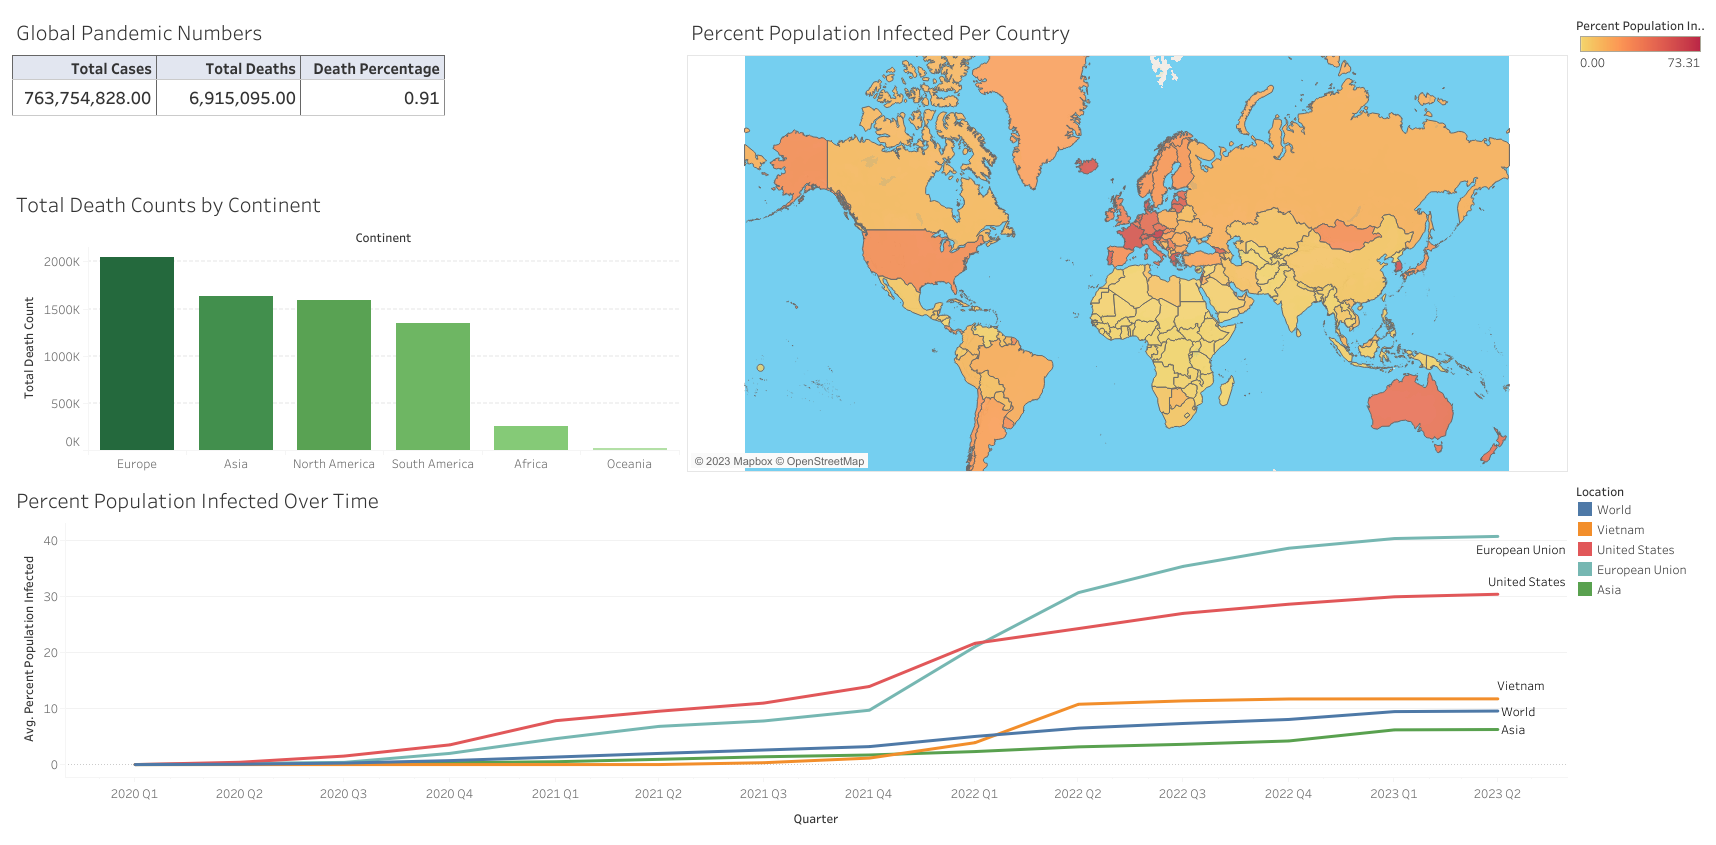 Global Pandemic Numbers
Total Cases Total Deaths Death Percentage
763,754,828.00 6,915,095.00 0.91
Total Death Counts by Continent
Continent
Total Death Count
2000K
1500K
1000K
500K
0K
Europe Asia North America South America Africa Oceania
Percent Population Infected Per Country
© 2023 Mapbox © OpenStreetMap
Percent Population In..
0.00 73.31
Percent Population Infected Over Time
Avg. Percent Population Infected
40
30
20
10
0
European Union
United States
Vietnam
World
Asia
2020 Q1 2020 Q2 2020 Q3 2020 Q4 2021 Q1 2021 Q2 2021 Q3 2021 Q4 2022 Q1 2022 Q2 2022 Q3 2022 Q4 2023 Q1 2023 Q2
Quarter
Location
World
Vietnam
United States
European Union
Asia